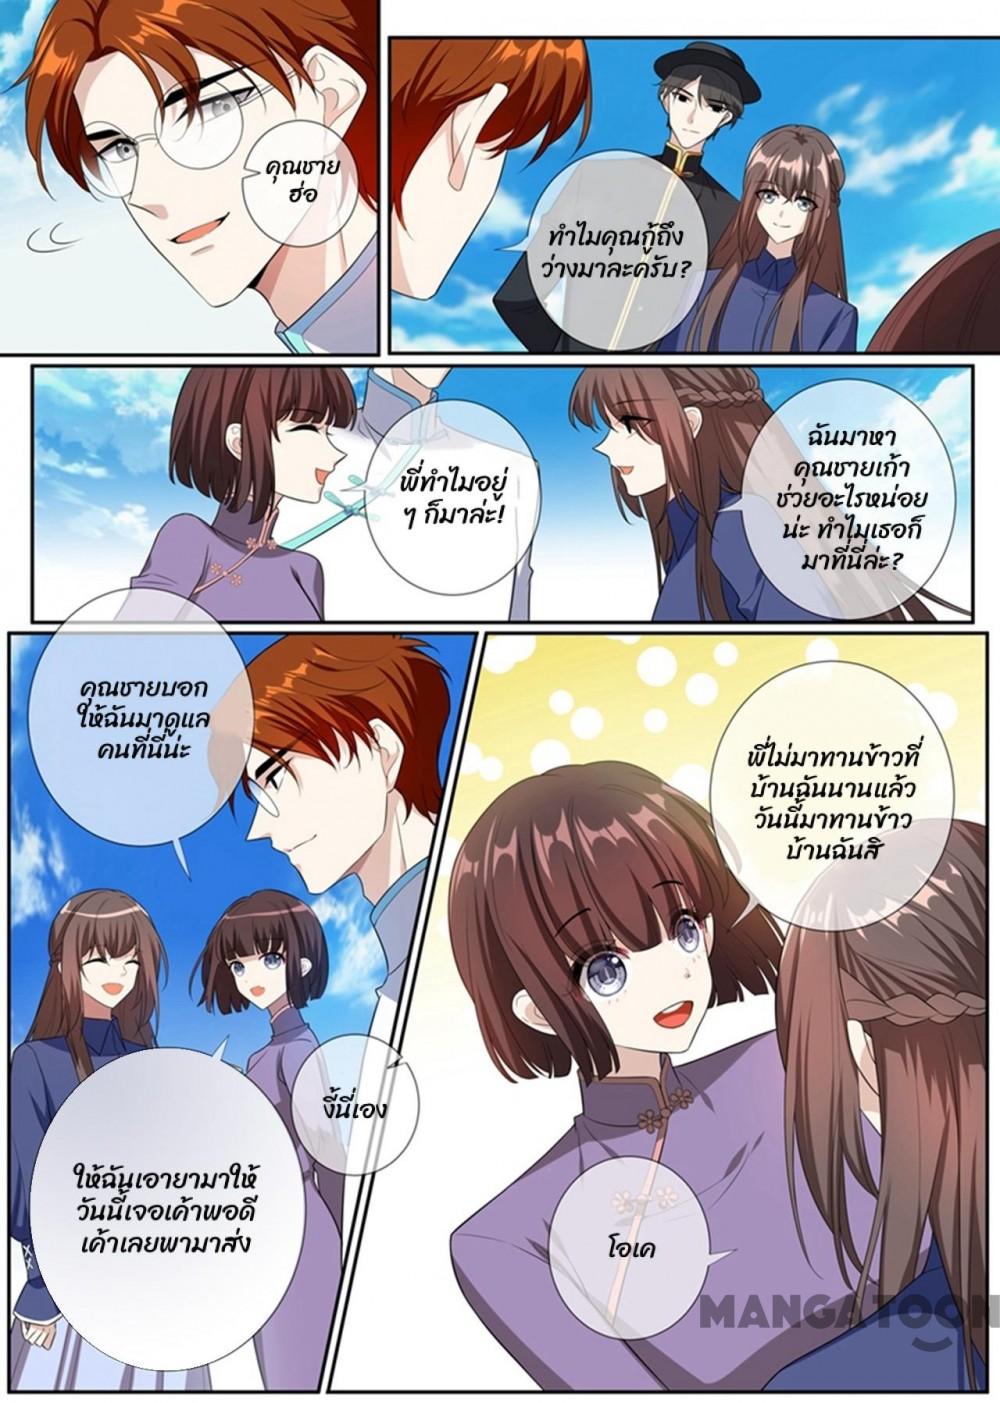 คุณชาย
ฮ่อ
ทำไมคุณกู้ถึง
ว่างมาละครับ?
พี่ทำไมอยู่
ๆ ก็มาล่ะ!
ฉันมาหา
คุณชายเก้า
ช่วยอะไรหน่อย
น่ะ ทำไมเธอก็
มาที่นี่ล่ะ?
คุณชายบอก
ให้ฉันมาดูแล
คนที่นี่น่ะ
พี่ไม่มาทานข้าวที่
บ้านฉันนานแล้ว
วันนี้มาทานข้าว
บ้านฉันสิ
งี้นี่เอง
ให้ฉันเอายามาให้
วันนี้เจอเค้าพอดี
เค้าเลยพามาส่ง
โอเค
MANGATOON